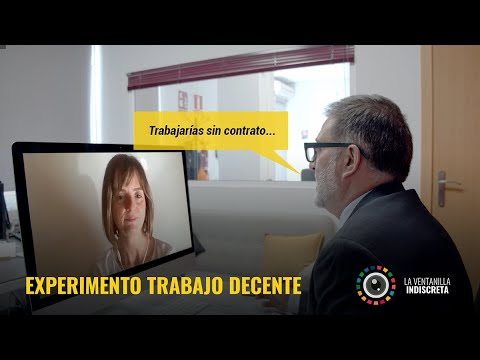 Trabajarías sin contrato...
EXPERIMENTO TRABAJO DECENTE
LA VENTANILLA
INDISCRETA